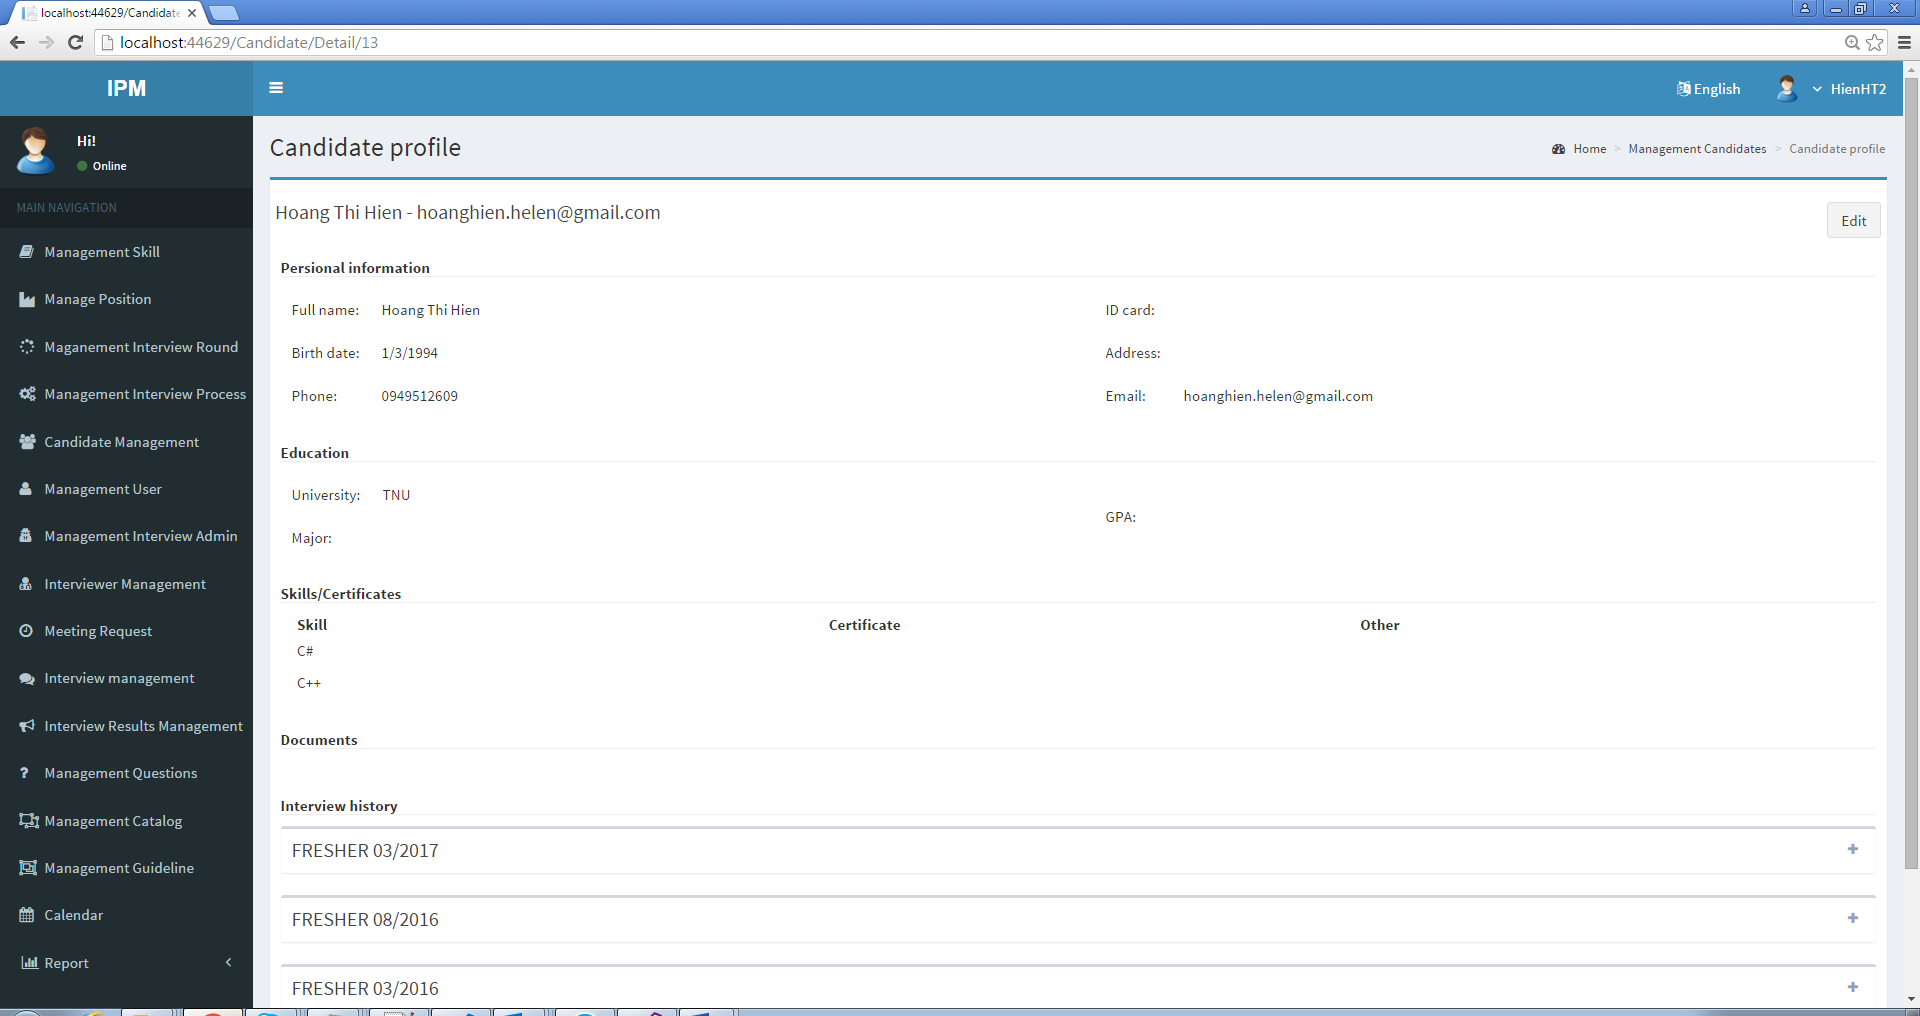 localhost:44629/Candidate
localhost:44629/Candidate/Detail/13
IPM
English
HienHT2
Hi!
Online
MAIN NAVIGATION
Management Skill
Manage Position
Maganement Interview Round
Management Interview Process
Candidate Management
Management User
Management Interview Admin
Interviewer Management
Meeting Request
Interview management
Interview Results Management
Management Questions
Management Catalog
Management Guideline
Calendar
Report
Candidate profile
Home > Management Candidates > Candidate profile
Hoang Thi Hien - hoanghien.helen@gmail.com
Edit
Persional information
Full name: Hoang Thi Hien
ID card:
Birth date: 1/3/1994
Address:
Phone: 0949512609
Email: hoanghien.helen@gmail.com
Education
University: TNU
GPA:
Major:
Skills/Certificates
Skill Certificate Other
C#
C++
Documents
Interview history
FRESHER 03/2017
FRESHER 08/2016
FRESHER 03/2016